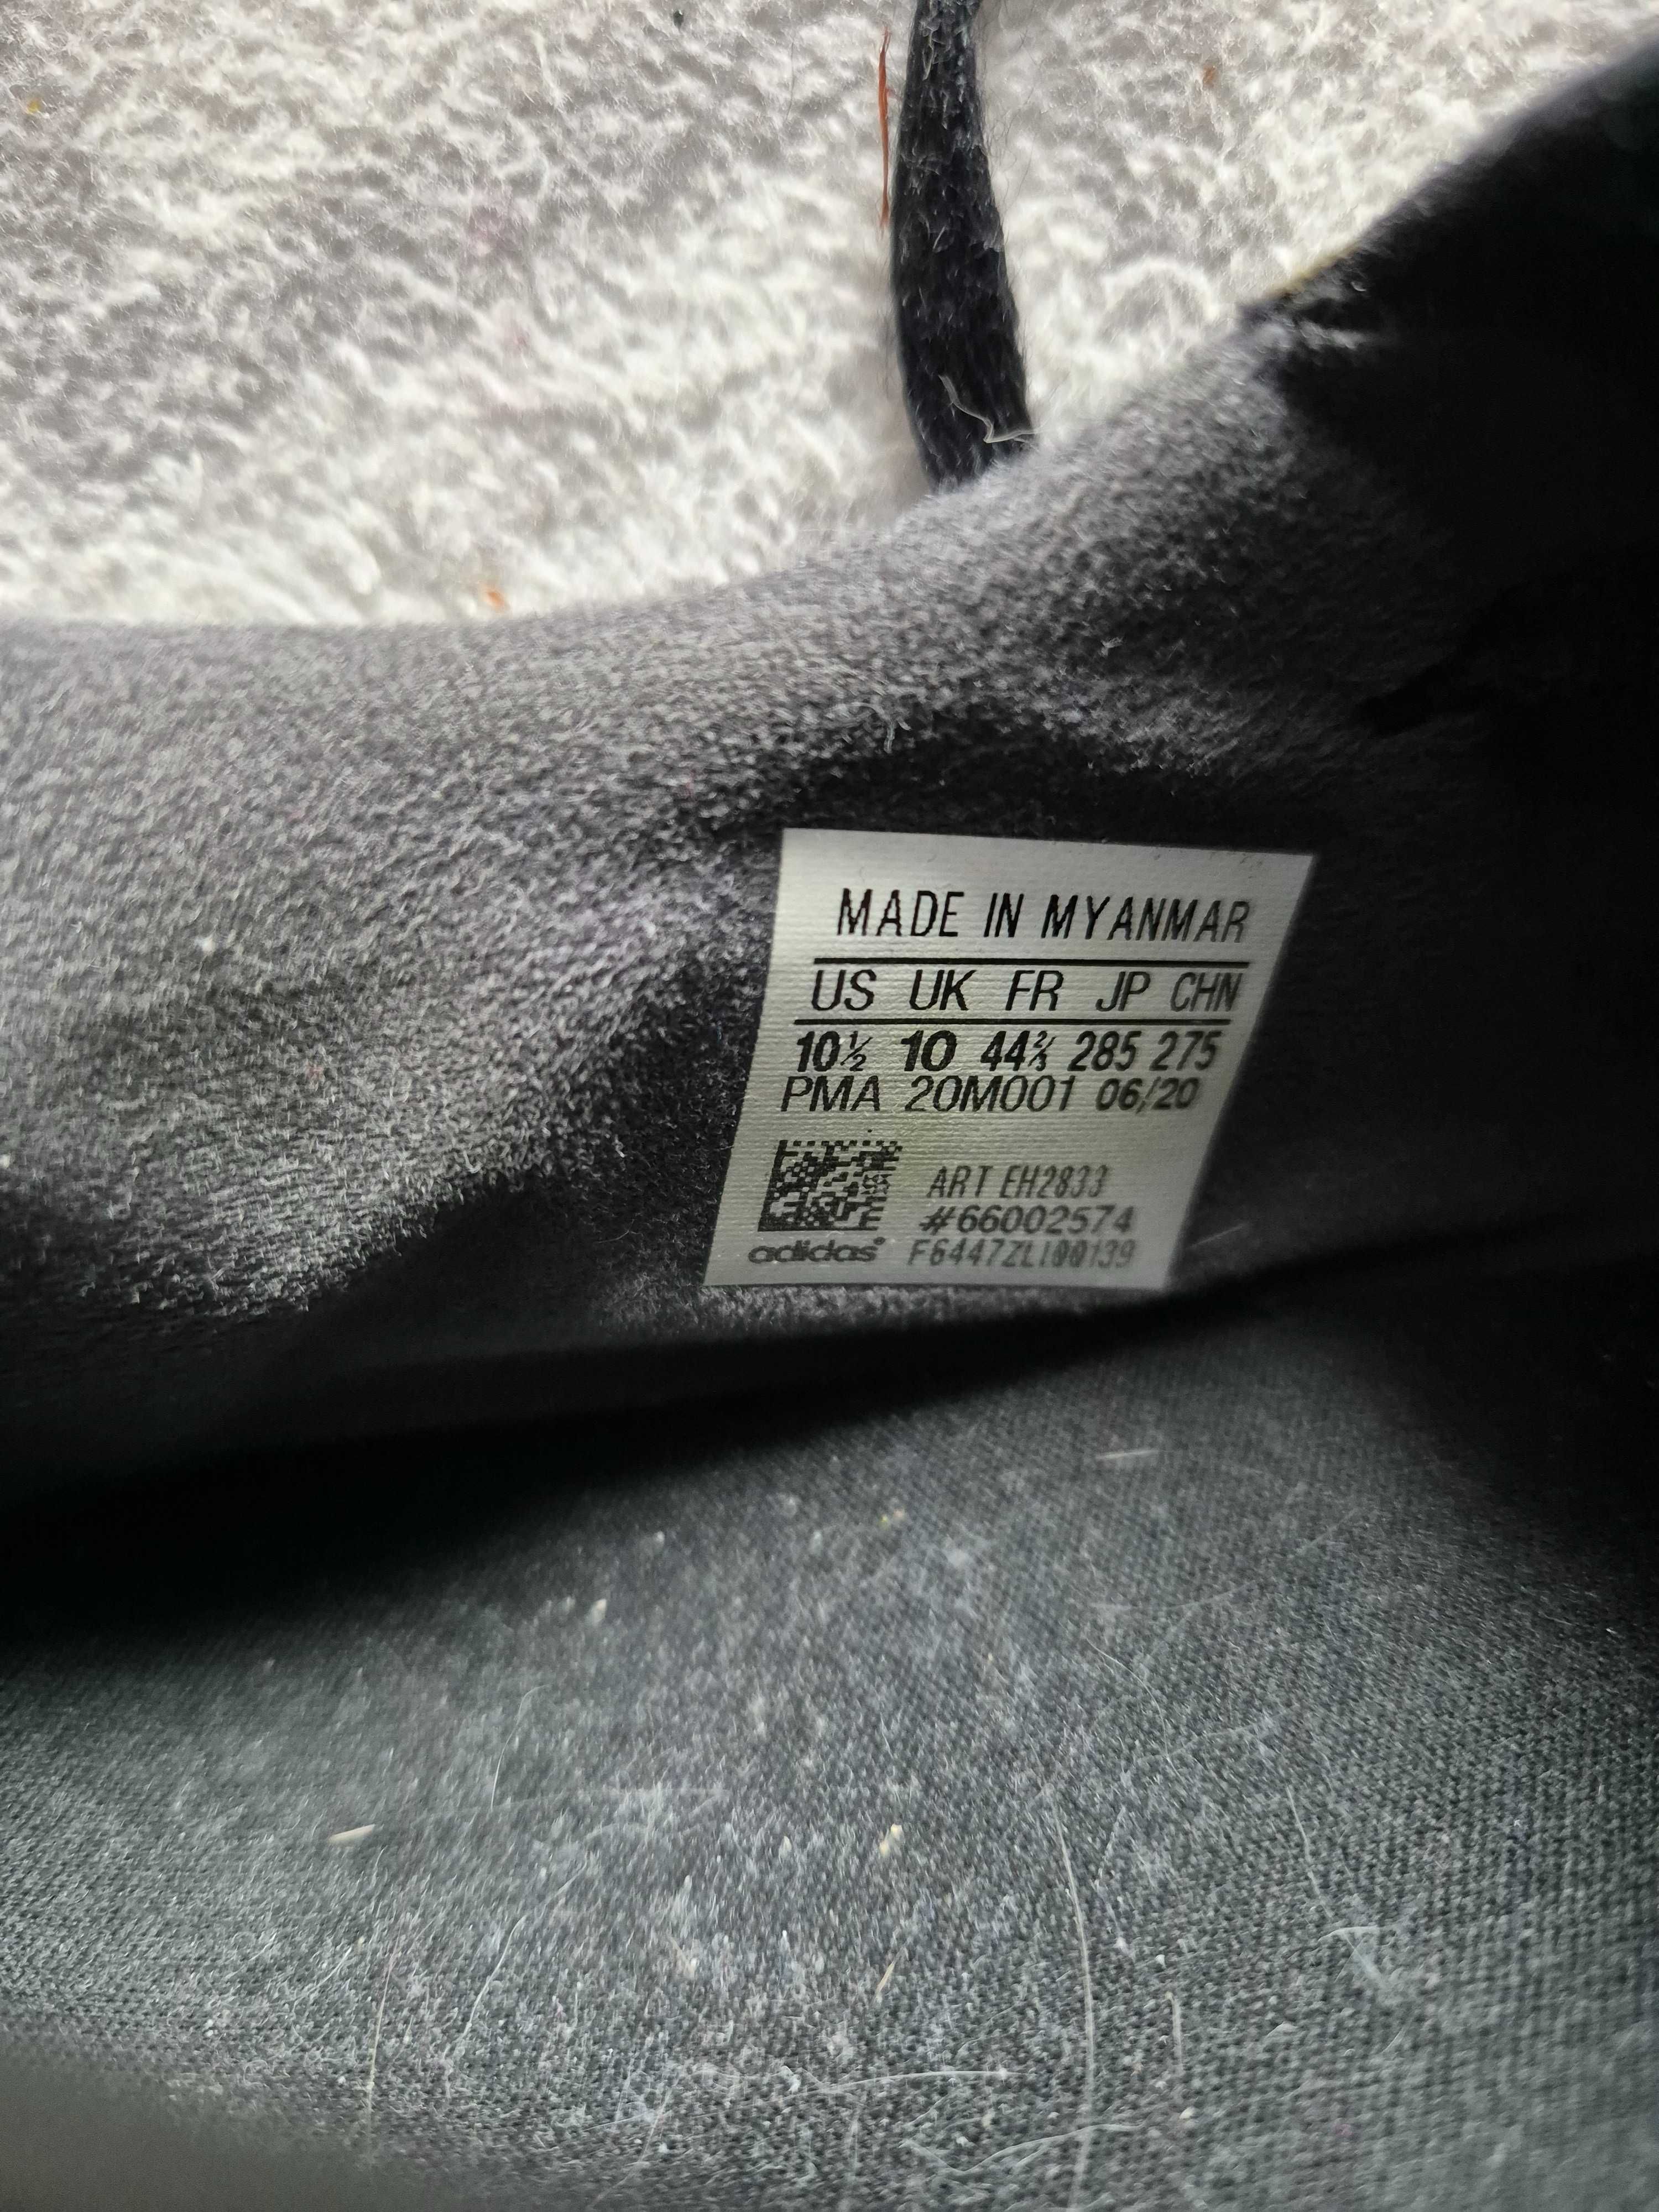 MADE IN MYANMAR
US UK FR JP CHN
10½ 10 44⅔ 285 275
PMA 20M001 06/20
ART EH2833
#66002574
adidas® F6447ZLI00139